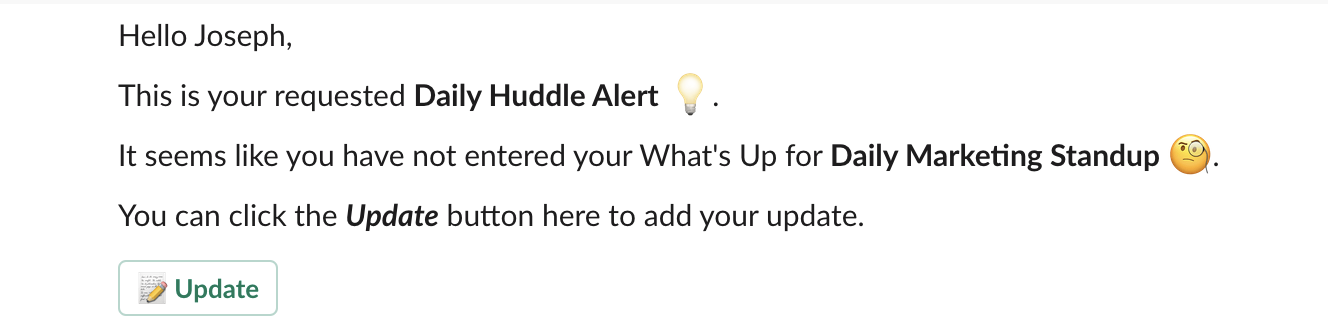 Hello Joseph,
This is your requested Daily Huddle Alert 💡.
It seems like you have not entered your What's Up for Daily Marketing Standup 🧐.
You can click the Update button here to add your update.
📝 Update